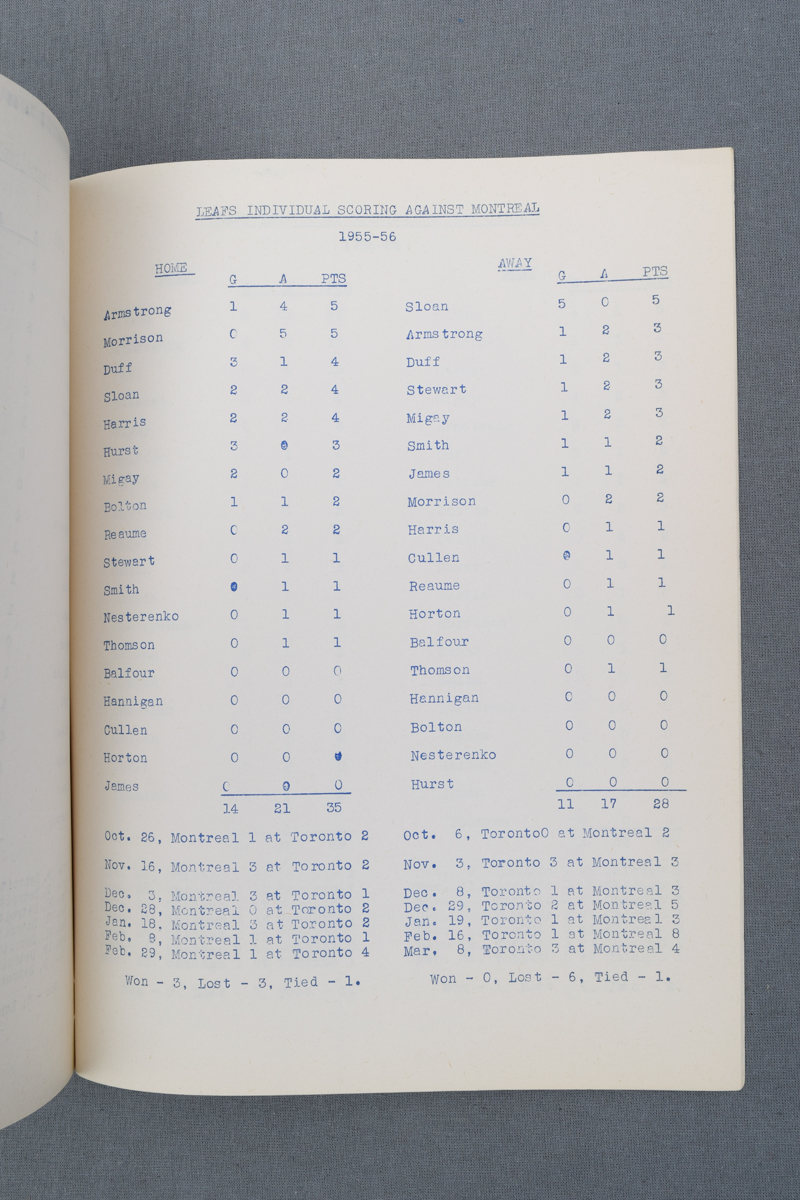 LEAFS INDIVIDUAL SCORING AGAINST MONTREAL
1955-56
HOME G A PTS
Armstrong 1 4 5
Morrison 0 5 5
Duff 3 1 4
Sloan 2 2 4
Harris 2 2 4
Hurst 3 0 3
Migay 2 0 2
Bolton 1 1 2
Reaume 0 2 2
Stewart 0 1 1
Smith 0 1 1
Nesterenko 0 1 1
Thomson 0 1 1
Balfour 0 0 0
Hannigan 0 0 0
Cullen 0 0 0
Horton 0 0 0
James 0 0 0
14 21 35
Oct. 26, Montreal 1 at Toronto 2
Nov. 16, Montreal 3 at Toronto 2
Dec. 3, Montreal 3 at Toronto 1
Dec. 28, Montreal 0 at Toronto 2
Jan. 18, Montreal 3 at Toronto 2
Feb. 8, Montreal 1 at Toronto 1
Feb. 29, Montreal 1 at Toronto 4
Won - 3, Lost - 3, Tied - 1.
AWAY G A PTS
Sloan 5 0 5
Armstrong 1 2 3
Duff 1 2 3
Stewart 1 2 3
Migay 1 2 3
Smith 1 1 2
James 1 1 2
Morrison 0 2 2
Harris 0 1 1
Cullen 0 1 1
Reaume 0 1 1
Horton 0 1 1
Balfour 0 0 0
Thomson 0 1 1
Hannigan 0 0 0
Bolton 0 0 0
Nesterenko 0 0 0
Hurst 0 0 0
11 17 28
Oct. 6, Toronto0 at Montreal 2
Nov. 3, Toronto 3 at Montreal 3
Dec. 8, Toronto 1 at Montreal 3
Dec. 29, Toronto 2 at Montreal 5
Jan. 19, Toronto 1 at Montreal 3
Feb. 16, Toronto 1 at Montreal 8
Mar. 8, Toronto 3 at Montreal 4
Won - 0, Lost - 6, Tied - 1.